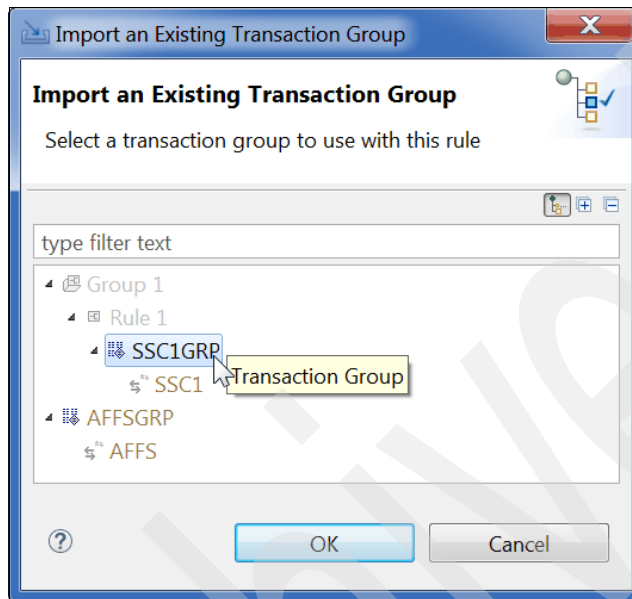 Import an Existing Transaction Group
X
Import an Existing Transaction Group
Select a transaction group to use with this rule
type filter text
Group 1
Rule 1
SSC1GRP
Transaction Group
SSC1
AFFSGRP
AFFS
?
OK
Cancel